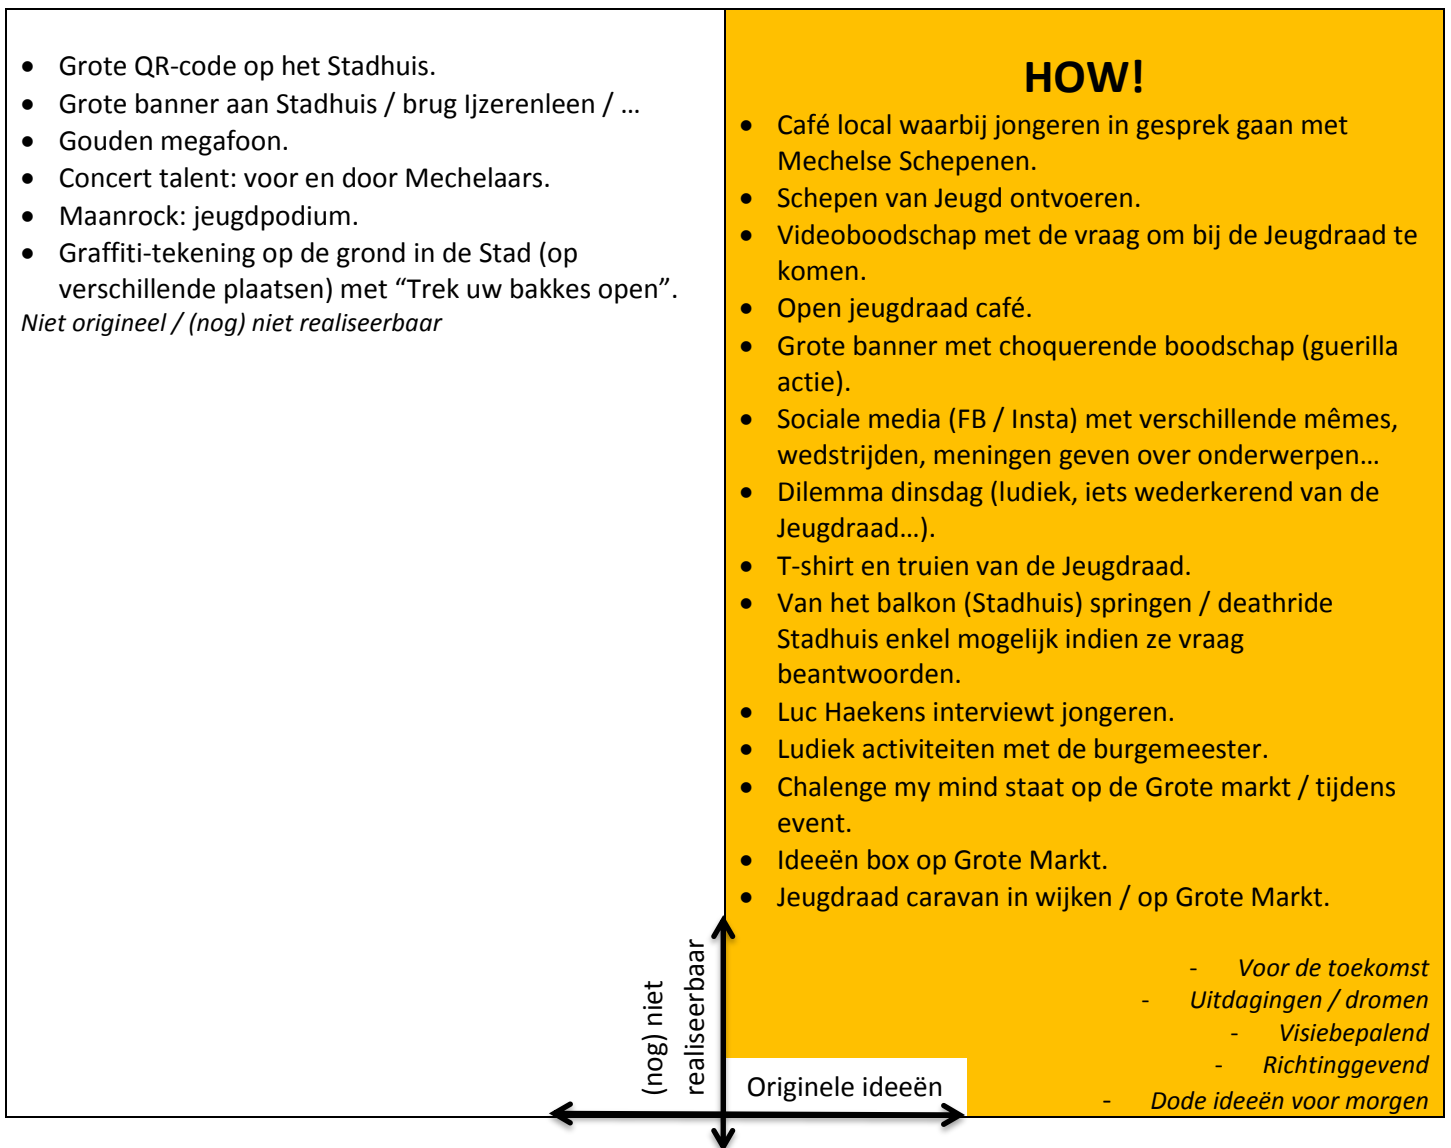 • Grote QR-code op het Stadhuis.
• Grote banner aan Stadhuis / brug Ijzerenleen / …
• Gouden megafoon.
• Concert talent: voor en door Mechelaars.
• Maanrock: jeugdpodium.
• Graffiti-tekening op de grond in de Stad (op
verschillende plaatsen) met “Trek uw bakkes open”.
Niet origineel / (nog) niet realiseerbaar
HOW!
• Café local waarbij jongeren in gesprek gaan met
Mechelse Schepenen.
• Schepen van Jeugd ontvoeren.
• Videoboodschap met de vraag om bij de Jeugdraad te
komen.
• Open jeugdraad café.
• Grote banner met choquerende boodschap (guerilla
actie).
• Sociale media (FB / Insta) met verschillende mêmes,
wedstrijden, meningen geven over onderwerpen…
• Dilemma dinsdag (ludiek, iets wederkerend van de
Jeugdraad…).
• T-shirt en truien van de Jeugdraad.
• Van het balkon (Stadhuis) springen / deathride
Stadhuis enkel mogelijk indien ze vraag
beantwoorden.
• Luc Haekens interviewt jongeren.
• Ludiek activiteiten met de burgemeester.
• Chalenge my mind staat op de Grote markt / tijdens
event.
• Ideeën box op Grote Markt.
• Jeugdraad caravan in wijken / op Grote Markt.
- Voor de toekomst
- Uitdagingen / dromen
- Visiebepalend
- Richtinggevend
- Dode ideeën voor morgen
(nog) niet
realiseerbaar
Originele ideeën